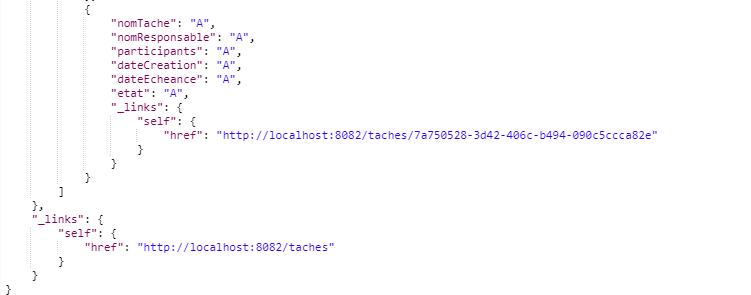 {
"nomTache": "A",
"nomResponsable": "A",
"participants": "A",
"dateCreation": "A",
"dateEcheance": "A",
"etat": "A",
"_links": {
"self": {
"href": "http://localhost:8082/taches/7a750528-3d42-406c-b494-090c5ccca82e"
}
}
}
]
},
"_links": {
"self": {
"href": "http://localhost:8082/taches"
}
}
}